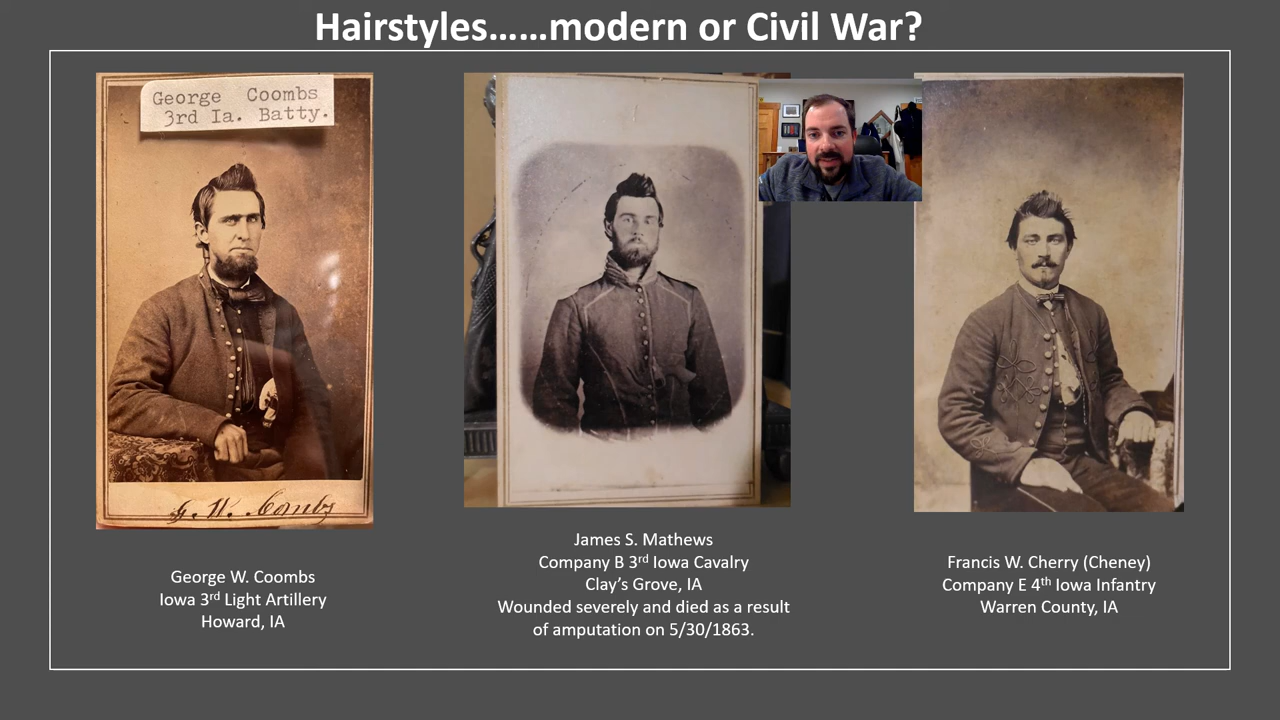 Hairstyles……modern or Civil War?
George Coombs
3rd Ia. Batty.
G. W. Combs
George W. Coombs
Iowa 3rd Light Artillery
Howard, IA
James S. Mathews
Company B 3rd Iowa Cavalry
Clay’s Grove, IA
Wounded severely and died as a result
of amputation on 5/30/1863.
Francis W. Cherry (Cheney)
Company E 4th Iowa Infantry
Warren County, IA